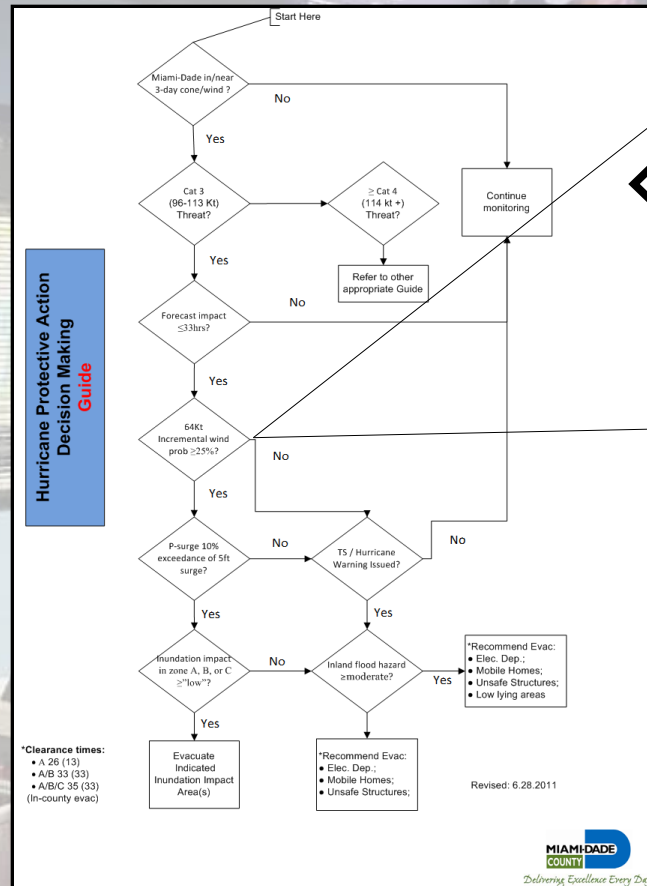 Start Here
Miami-Dade in/near
3-day cone/wind ?
No
Yes
Cat 3
(96-113 Kt)
Threat?
≥ Cat 4
(114 kt +)
Threat?
Continue
monitoring
Yes
Refer to other
appropriate Guide
Hurricane Protective Action
Decision Making
Guide
Forecast impact
≤33hrs?
No
Yes
64Kt
Incremental wind
prob ≥25%?
No
Yes
P-surge 10%
exceedance of 5ft
surge?
No
TS / Hurricane
Warning Issued?
No
Yes
Yes
Inundation impact
in zone A, B, or C
≥"low"?
No
Inland flood hazard
≥moderate?
Yes
*Recommend Evac:
● Elec. Dep.;
● Mobile Homes;
● Unsafe Structures;
● Low lying areas
Yes
*Clearance times:
● A 26 (13)
● A/B 33 (33)
● A/B/C 35 (33)
(In-county evac)
Evacuate
Indicated
Inundation Impact
Area(s)
*Recommend Evac:
● Elec. Dep.;
● Mobile Homes;
● Unsafe Structures;
Revised: 6.28.2011
MIAMI-DADE
COUNTY
Delivering Excellence Every Da